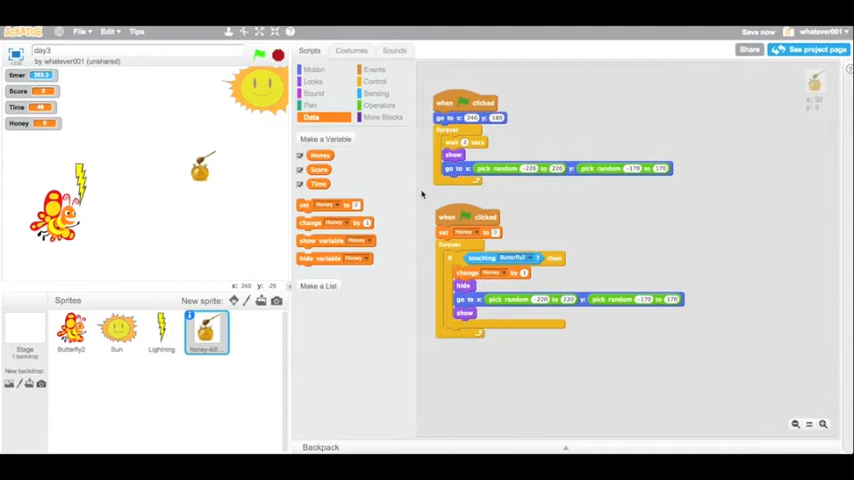 SCRATCH File Edit Tips Save now whatever001
day3
by whatever001 (unshared)
Scripts Costumes Sounds Share See project page
timer
Score 3
Time
Honey 0
Motion Events
Looks Control
Sound Sensing
Pen Operators
Data More Blocks
Make a Variable
Honey
Score
Time
set Honey to 0
change Honey by 1
show variable Honey
hide variable Honey
Make a List
when clicked
go to x: 240 y: 180
forever
wait 2 secs
show
go to x: pick random -220 to 220 y: pick random -170 to 170
when clicked
set Honey to 0
forever
if touching Butterfly2 ? then
change Honey by 1
hide
go to x: pick random -220 to 220 y: pick random -170 to 170
show
x: 240 y: -25
Sprites New sprite:
Stage
1 backdrop
New backdrop:
Butterfly2
Sun
Lightning
Backpack